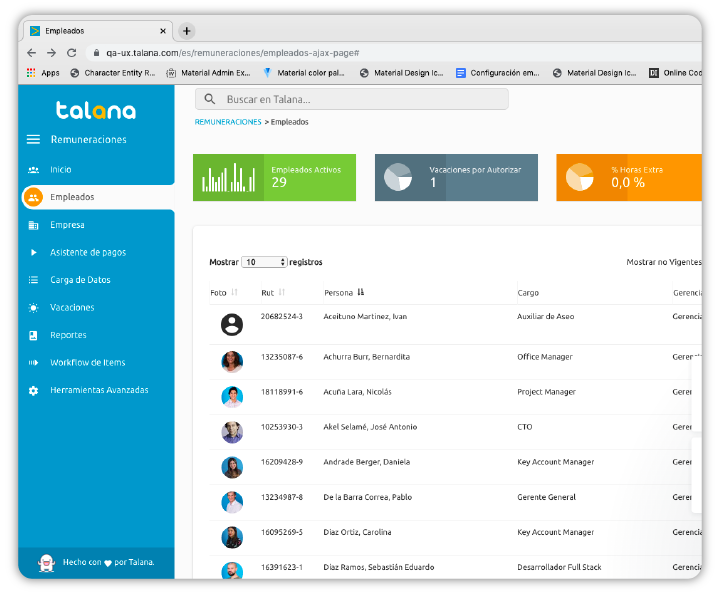 Empleados
qa-ux.talana.com/es/remuneraciones/empleados-ajax-page#
Apps Character Entity R... Material Admin Ex... Material color pal... Material Design Ic... Configuración em... Material Design Ic... Online Cod
talana
Buscar en Talana...
REMUNERACIONES > Empleados
Remuneraciones
Inicio
Empleados
Empresa
Asistente de pagos
Carga de Datos
Vacaciones
Reportes
Workflow de Items
Herramientas Avanzadas
Hecho con por Talana.
Empleados Activos
29
Vacaciones por Autorizar
1
% Horas Extra
0,0 %
Mostrar 10 registros Mostrar no Vigentes
Foto Rut Persona Cargo Gerenci
20682524-3 Aceituno Martinez, Ivan Auxiliar de Aseo Gerencia
13235087-6 Achurra Burr, Bernardita Office Manager Geren
18118991-6 Acuña Lara, Nicolás Project Manager Geren
10253930-3 Akel Selamé, José Antonio CTO Geren
16209428-9 Andrade Berger, Daniela Key Account Manager Geren
13234987-8 De la Barra Correa, Pablo Gerente General Geren
16095269-5 Diaz Ortiz, Carolina Key Account Manager Gerencia
16391623-1 Díaz Ramos, Sebastián Eduardo Desarrollador Full Stack Gerencia